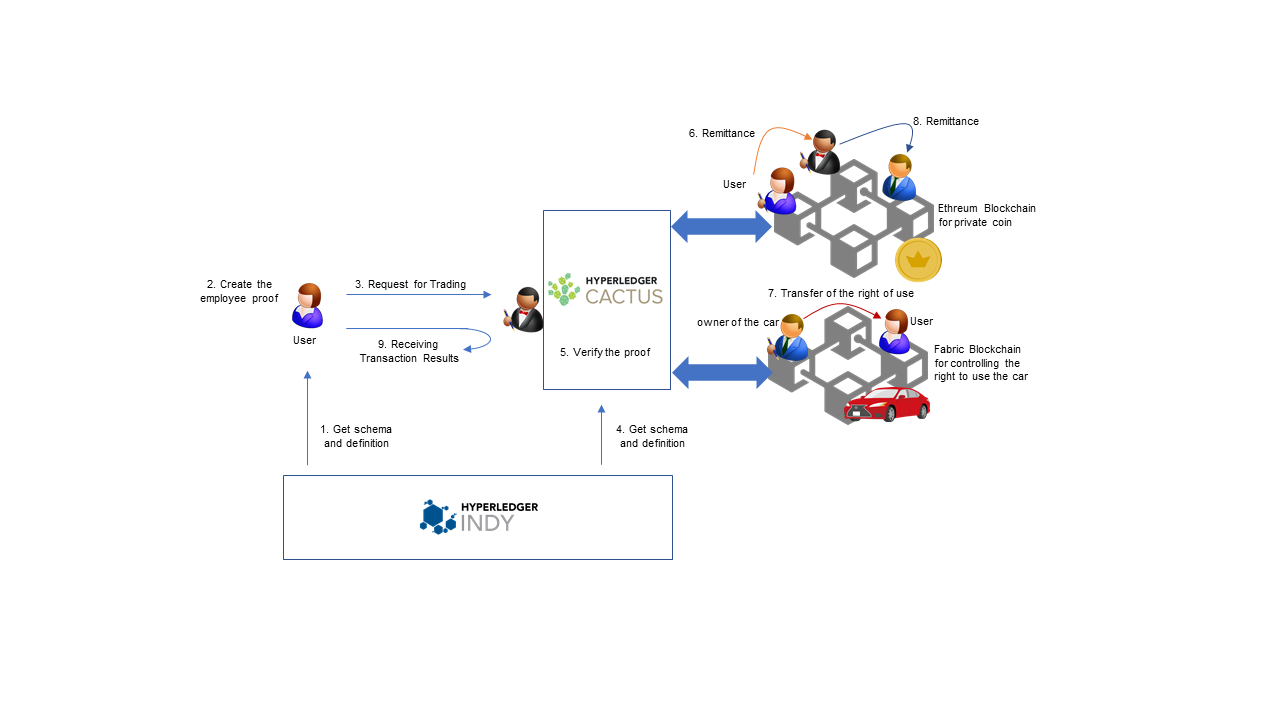 8. Remittance
6. Remittance
User
Ethreum Blockchain
for private coin
HYPERLEDGER
CACTUS
2. Create the
employee proof
3. Request for Trading
7. Transfer of the right of use
owner of the car
User
User
9. Receiving
Transaction Results
5. Verify the proof
Fabric Blockchain
for controlling the
right to use the car
1. Get schema
and definition
4. Get schema
and definition
HYPERLEDGER
INDY